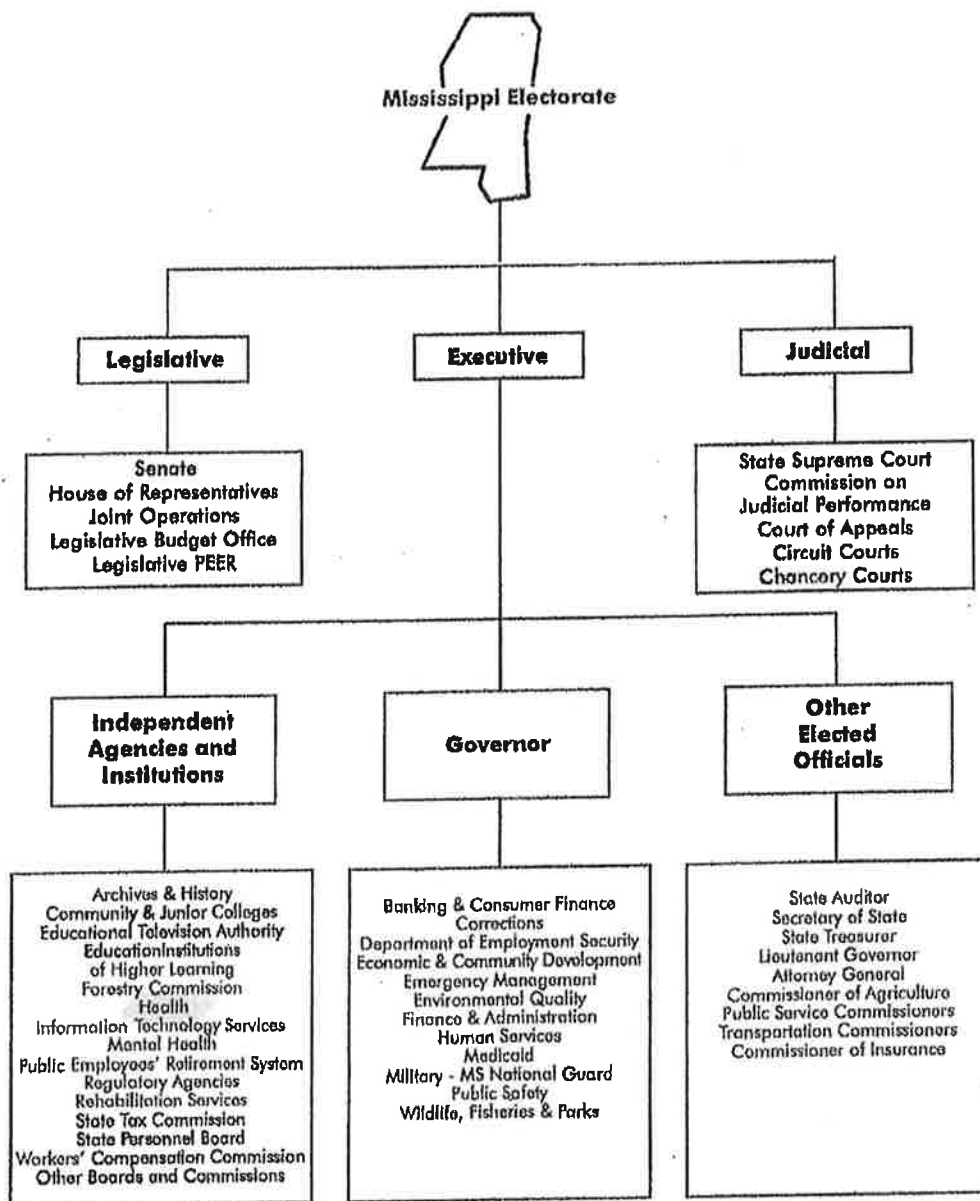 Mississippi Electorate
Legislative
Executive
Judicial
Senate
House of Representatives
Joint Operations
Legislative Budget Office
Legislative PEER
State Supreme Court
Commission on
Judicial Performance
Court of Appeals
Circuit Courts
Chancery Courts
Independent
Agencies and
Institutions
Governor
Other
Elected
Officials
Archives & History
Community & Junior Colleges
Educational Television Authority
EducationInstitutions
of Higher Learning
Forestry Commission
Health
Information Technology Services
Mental Health
Public Employees' Retirement System
Regulatory Agencies
Rehabilitation Services
State Tax Commission
State Personnel Board
Workers' Compensation Commission
Other Boards and Commissions
Banking & Consumer Finance
Corrections
Department of Employment Security
Economic & Community Development
Emergency Management
Environmental Quality
Finance & Administration
Human Services
Medicaid
Military - MS National Guard
Public Safety
Wildlife, Fisheries & Parks
State Auditor
Secretary of State
State Treasurer
Lieutenant Governor
Attorney General
Commissioner of Agriculture
Public Service Commissioners
Transportation Commissioners
Commissioner of Insurance